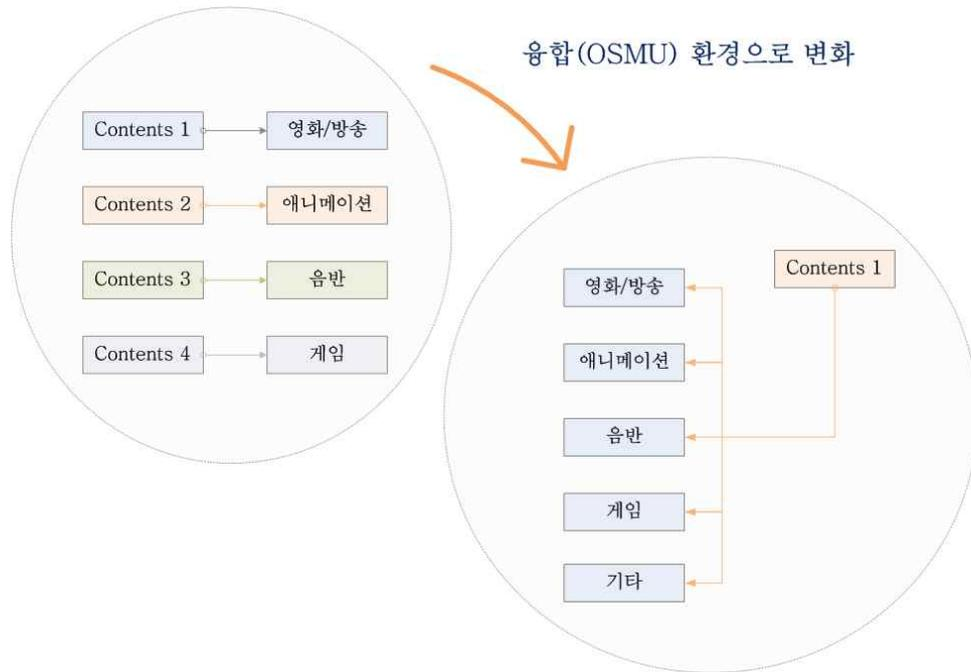 융합(OSMU) 환경으로 변화
Contents 1
영화/방송
Contents 2
애니메이션
Contents 3
음반
Contents 4
게임
Contents 1
영화/방송
애니메이션
음반
게임
기타